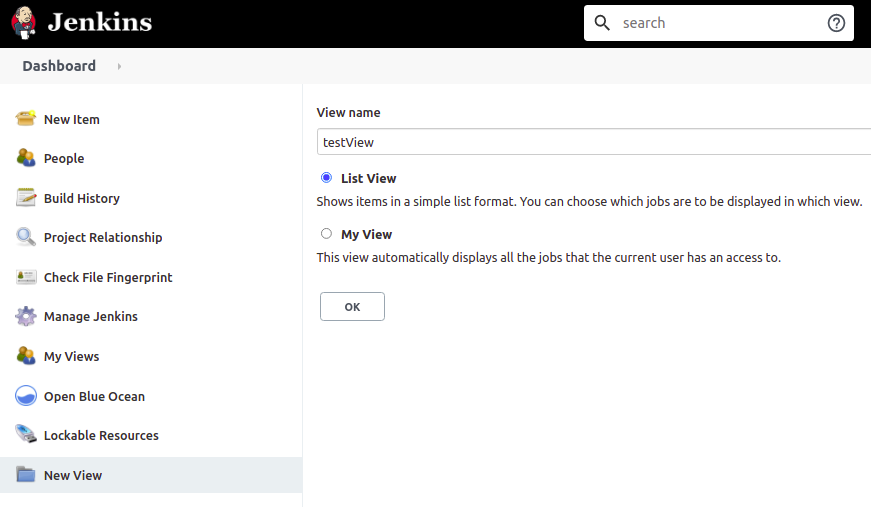 Jenkins
search
Dashboard
New Item
People
Build History
Project Relationship
Check File Fingerprint
Manage Jenkins
My Views
Open Blue Ocean
Lockable Resources
New View
View name
testView
List View
Shows items in a simple list format. You can choose which jobs are to be displayed in which view.
My View
This view automatically displays all the jobs that the current user has an access to.
OK